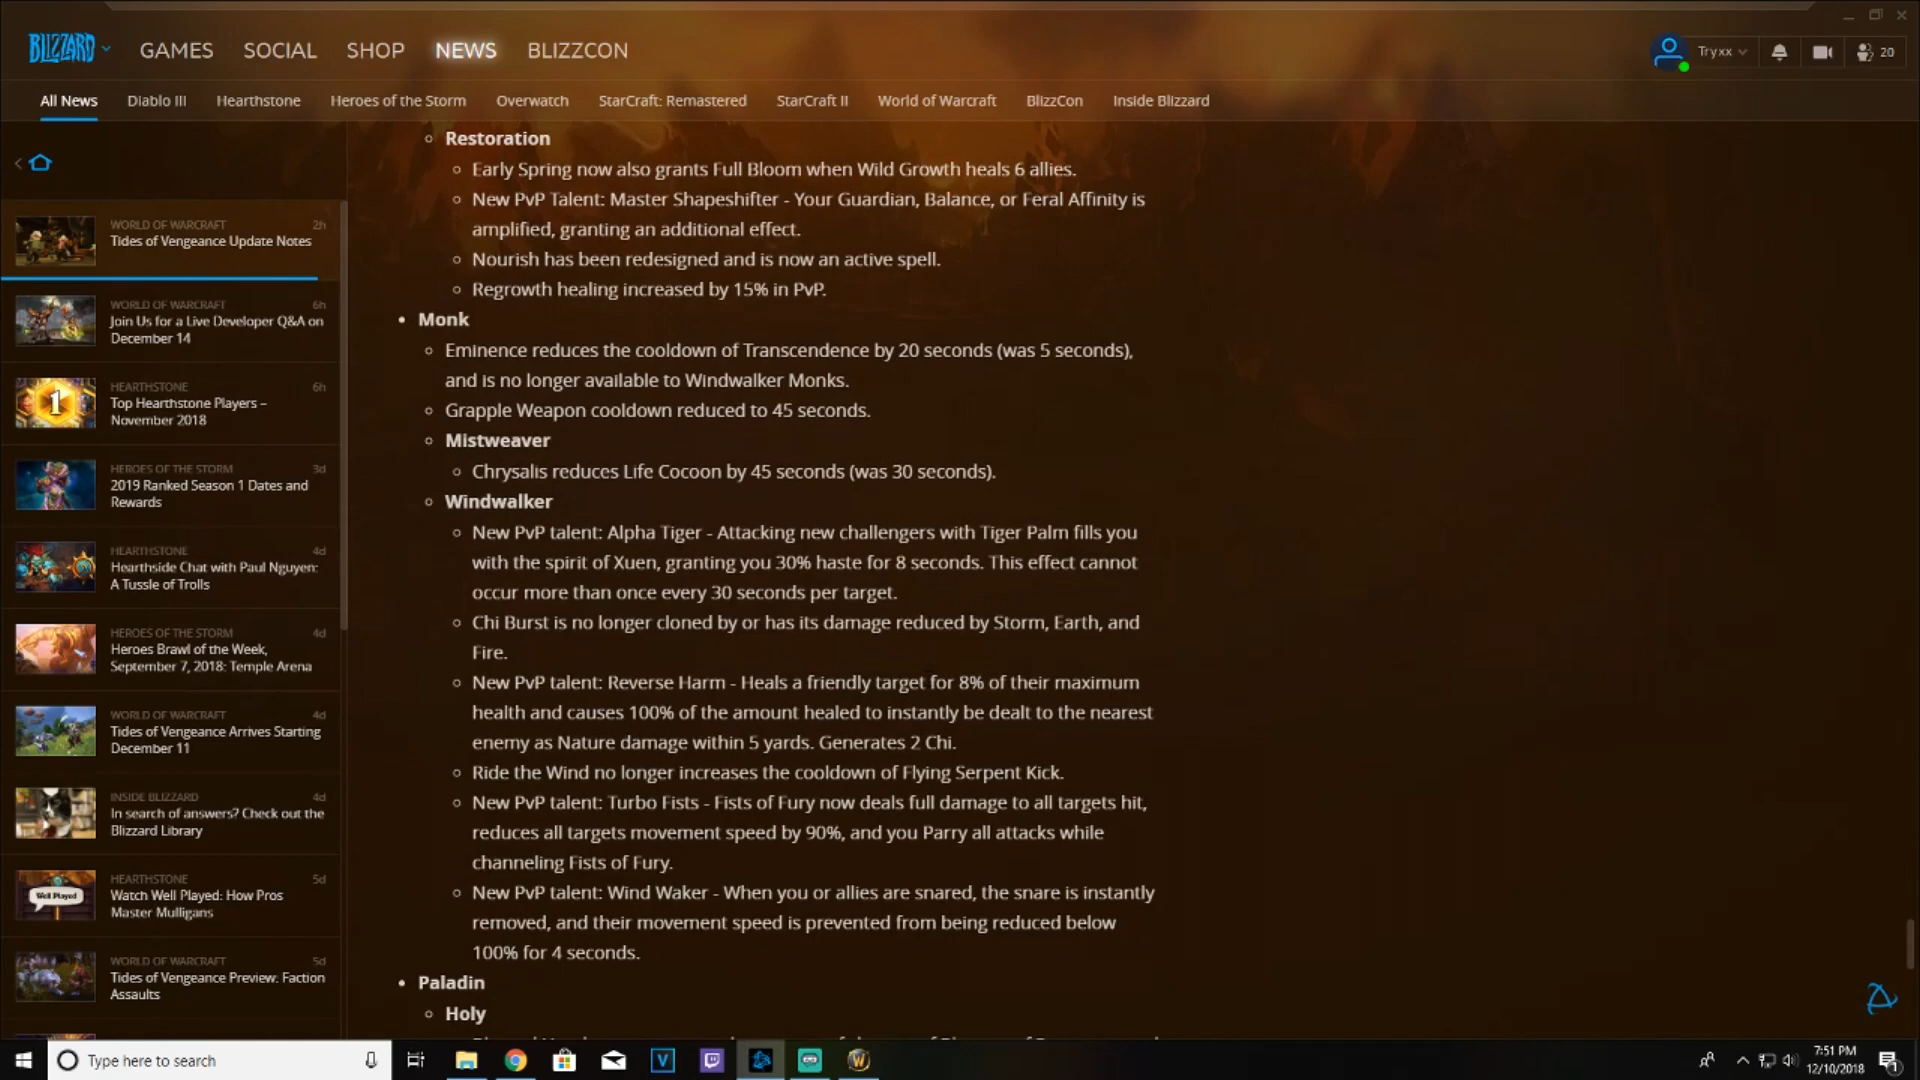 BLIZZARD GAMES SOCIAL SHOP NEWS BLIZZCON Tryxx 20
All News Diablo III Hearthstone Heroes of the Storm Overwatch StarCraft: Remastered StarCraft II World of Warcraft BlizzCon Inside Blizzard
WORLD OF WARCRAFT 2h
Tides of Vengeance Update Notes
WORLD OF WARCRAFT 6h
Join Us for a Live Developer Q&A on
December 14
HEARTHSTONE 6h
Top Hearthstone Players –
November 2018
1
HEROES OF THE STORM 3d
2019 Ranked Season 1 Dates and
Rewards
HEARTHSTONE 4d
Hearthside Chat with Paul Nguyen:
A Tussle of Trolls
HEROES OF THE STORM 4d
Heroes Brawl of the Week,
September 7, 2018: Temple Arena
WORLD OF WARCRAFT 4d
Tides of Vengeance Arrives Starting
December 11
INSIDE BLIZZARD 4d
In search of answers? Check out the
Blizzard Library
HEARTHSTONE 5d
Watch Well Played: How Pros
Master Mulligans
Well Played
WORLD OF WARCRAFT 5d
Tides of Vengeance Preview: Faction
Assaults
Restoration
Early Spring now also grants Full Bloom when Wild Growth heals 6 allies.
New PvP Talent: Master Shapeshifter - Your Guardian, Balance, or Feral Affinity is
amplified, granting an additional effect.
Nourish has been redesigned and is now an active spell.
Regrowth healing increased by 15% in PvP.
Monk
Eminence reduces the cooldown of Transcendence by 20 seconds (was 5 seconds),
and is no longer available to Windwalker Monks.
Grapple Weapon cooldown reduced to 45 seconds.
Mistweaver
Chrysalis reduces Life Cocoon by 45 seconds (was 30 seconds).
Windwalker
New PvP talent: Alpha Tiger - Attacking new challengers with Tiger Palm fills you
with the spirit of Xuen, granting you 30% haste for 8 seconds. This effect cannot
occur more than once every 30 seconds per target.
Chi Burst is no longer cloned by or has its damage reduced by Storm, Earth, and
Fire.
New PvP talent: Reverse Harm - Heals a friendly target for 8% of their maximum
health and causes 100% of the amount healed to instantly be dealt to the nearest
enemy as Nature damage within 5 yards. Generates 2 Chi.
Ride the Wind no longer increases the cooldown of Flying Serpent Kick.
New PvP talent: Turbo Fists - Fists of Fury now deals full damage to all targets hit,
reduces all targets movement speed by 90%, and you Parry all attacks while
channeling Fists of Fury.
New PvP talent: Wind Waker - When you or allies are snared, the snare is instantly
removed, and their movement speed is prevented from being reduced below
100% for 4 seconds.
Paladin
Holy
Type here to search
V
W
7:51 PM
12/10/2018
1